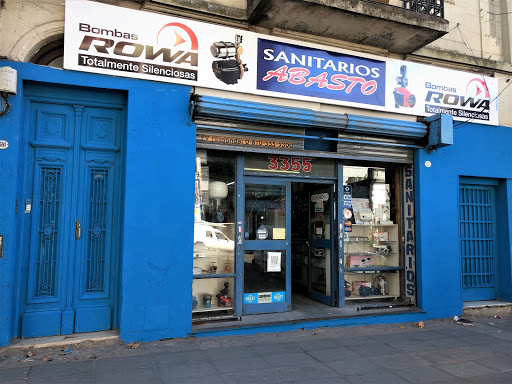 Bombas
ROWA
Totalmente Silenciosas
SANITARIOS
ABASTO
Bombas
ROWA
Totalmente Silenciosas
3355
SANITARIOS